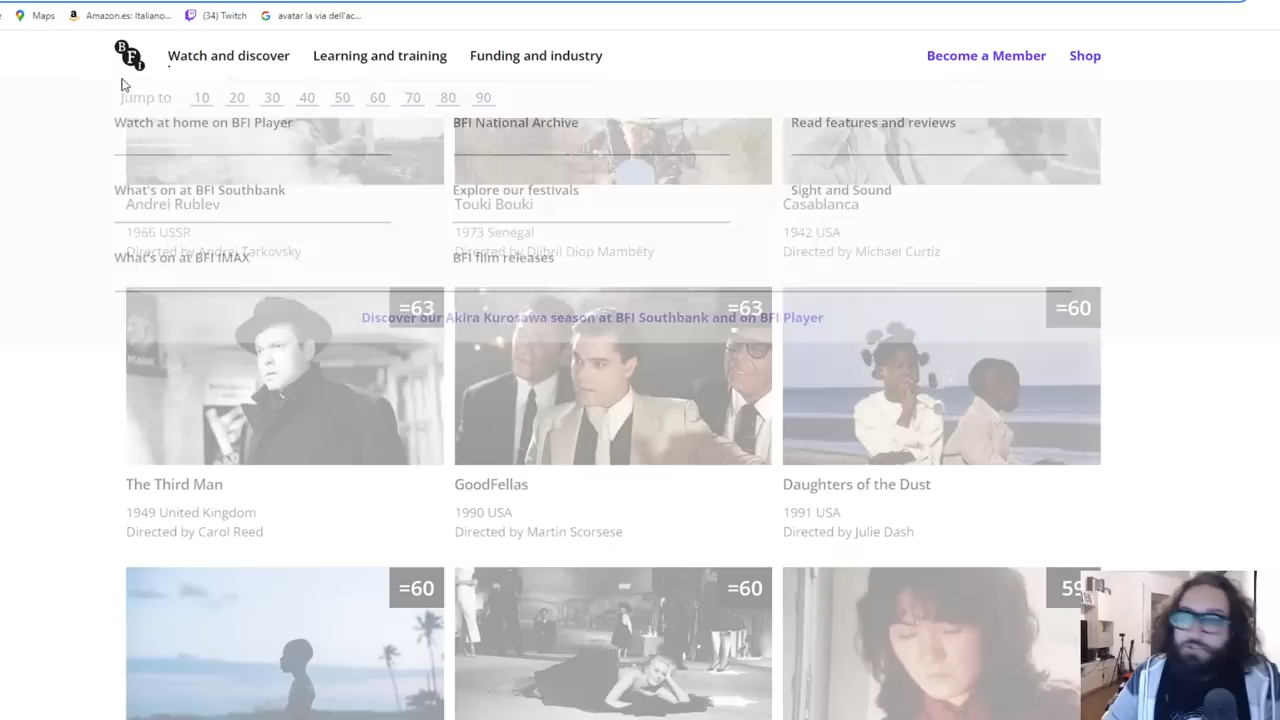 Maps Amazon.es: Italiano... (34) Twitch avatar la via dell'ac...
BFI Watch and discover Learning and training Funding and industry Become a Member Shop
Jump to 10 20 30 40 50 60 70 80 90
Watch at home on BFI Player BFI National Archive Read features and reviews
What's on at BFI Southbank Explore our festivals Sight and Sound
Andrei Rublev Touki Bouki Casablanca
1966 USSR 1973 Senegal 1942 USA
Directed by Andrei Tarkovsky Directed by Djibril Diop Mambéty Directed by Michael Curtiz
What's on at BFI IMAX BFI film releases
=63 =63 =60
Discover our Akira Kurosawa season at BFI Southbank and on BFI Player
The Third Man GoodFellas Daughters of the Dust
1949 United Kingdom 1990 USA 1991 USA
Directed by Carol Reed Directed by Martin Scorsese Directed by Julie Dash
=60 =60 59